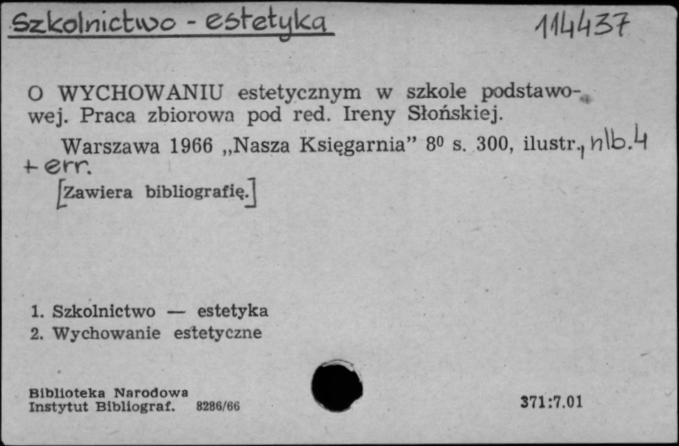 Szkolnictwo - estetyka 114437
O WYCHOWANIU estetycznym w szkole podstawo-
wej. Praca zbiorowa pod red. Ireny Słońskiej.
Warszawa 1966 „Nasza Księgarnia” 8⁰ s. 300, ilustr., nlb.4
+ err.
[Zawiera bibliografię.]
1. Szkolnictwo — estetyka
2. Wychowanie estetyczne
Biblioteka Narodowa
Instytut Bibliograf. 8286/66 371:7.01